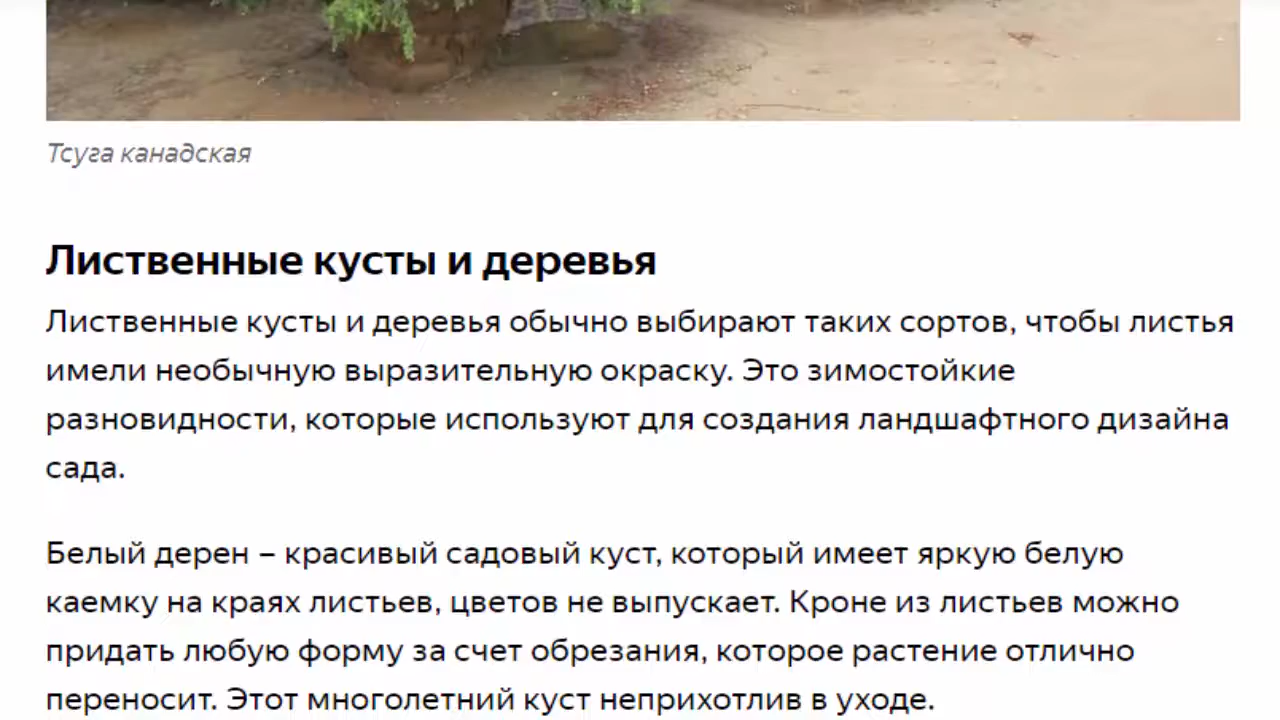 Тсуга канадская
Лиственные кусты и деревья
Лиственные кусты и деревья обычно выбирают таких сортов, чтобы листья
имели необычную выразительную окраску. Это зимостойкие
разновидности, которые используют для создания ландшафтного дизайна
сада.
Белый дерен – красивый садовый куст, который имеет яркую белую
каемку на краях листьев, цветов не выпускает. Кроне из листьев можно
придать любую форму за счет обрезания, которое растение отлично
переносит. Этот многолетний куст неприхотлив в уходе.